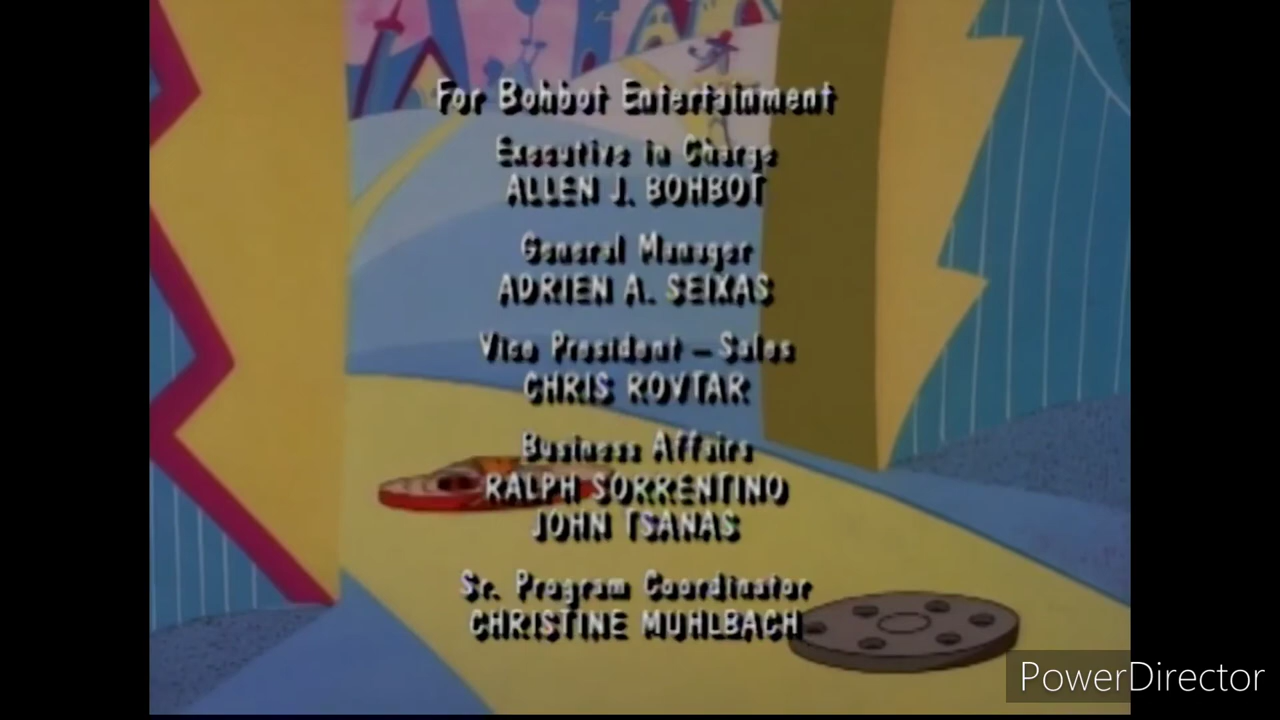 For Bohbot Entertainment
Executive in Charge
ALLEN J. BOHBOT
General Manager
ADRIEN A. SEIXAS
Vice President – Sales
CHRIS ROVTAR
Business Affairs
RALPH SORRENTINO
JOHN TSANAS
Sr. Program Coordinator
CHRISTINE MUHLBACH
PowerDirector